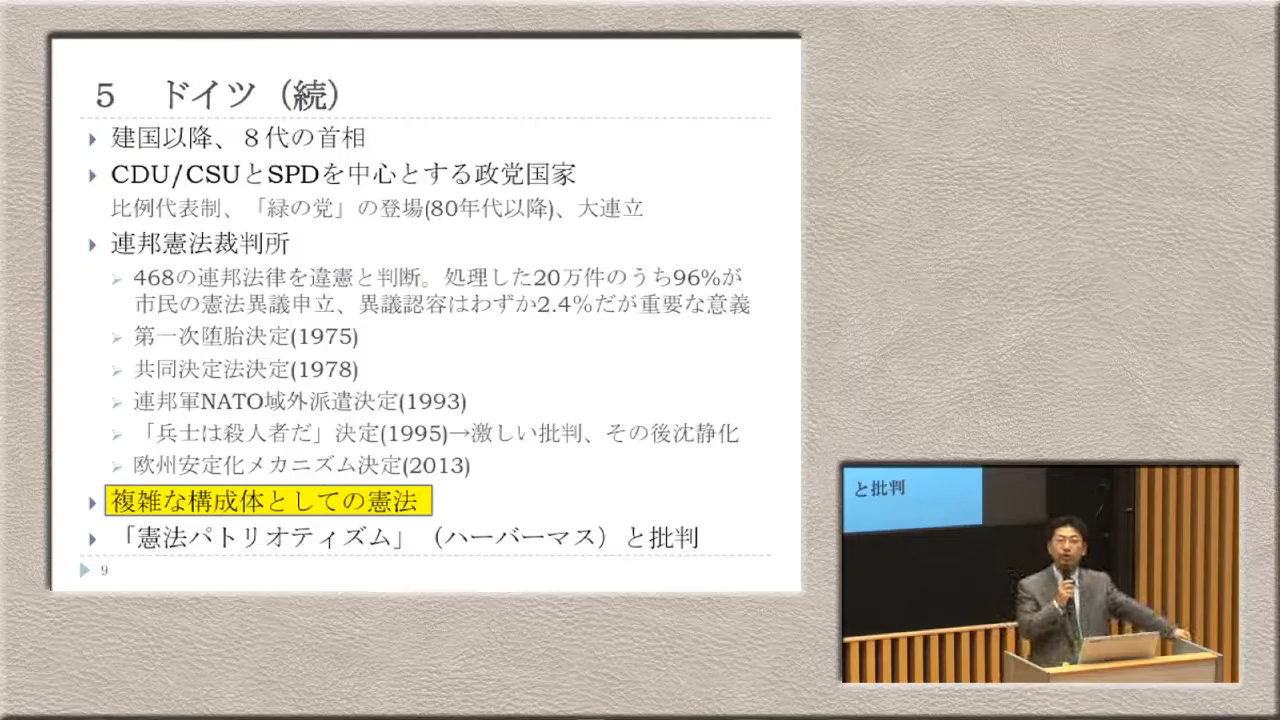 ５　ドイツ（続）
建国以降、８代の首相
CDU/CSUとSPDを中心とする政党国家
比例代表制、「緑の党」の登場(80年代以降)、大連立
連邦憲法裁判所
468の連邦法律を違憲と判断。処理した20万件のうち96%が
市民の憲法異議申立、異議認容はわずか2.4%だが重要な意義
第一次堕胎決定(1975)
共同決定法決定(1978)
連邦軍NATO域外派遣決定(1993)
「兵士は殺人者だ」決定(1995)→激しい批判、その後沈静化
欧州安定化メカニズム決定(2013)
複雑な構成体としての憲法
「憲法パトリオティズム」（ハーバーマス）と批判
9
と批判